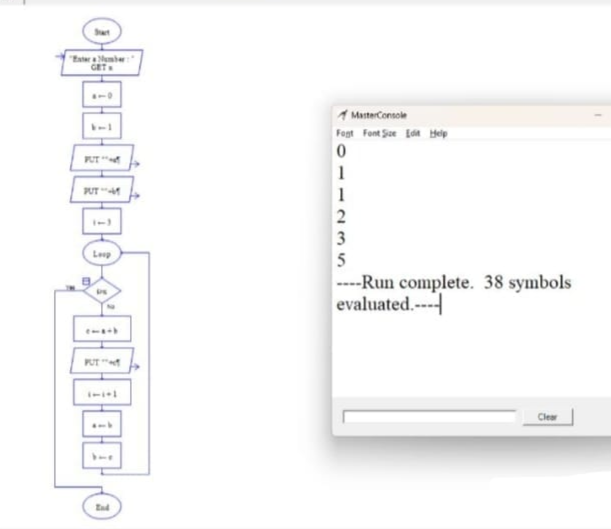 Start
"Enter a Number : "
GET n
a ← 0
b ← 1
PUT ""+a¶
PUT ""+b¶
i ← 3
Loop
Yes
i>n
No
c ← a + b
PUT ""+c¶
i ← i + 1
a ← b
b ← c
End
MasterConsole
Font Font Size Edit Help
0
1
1
2
3
5
----Run complete. 38 symbols
evaluated.----
Clear